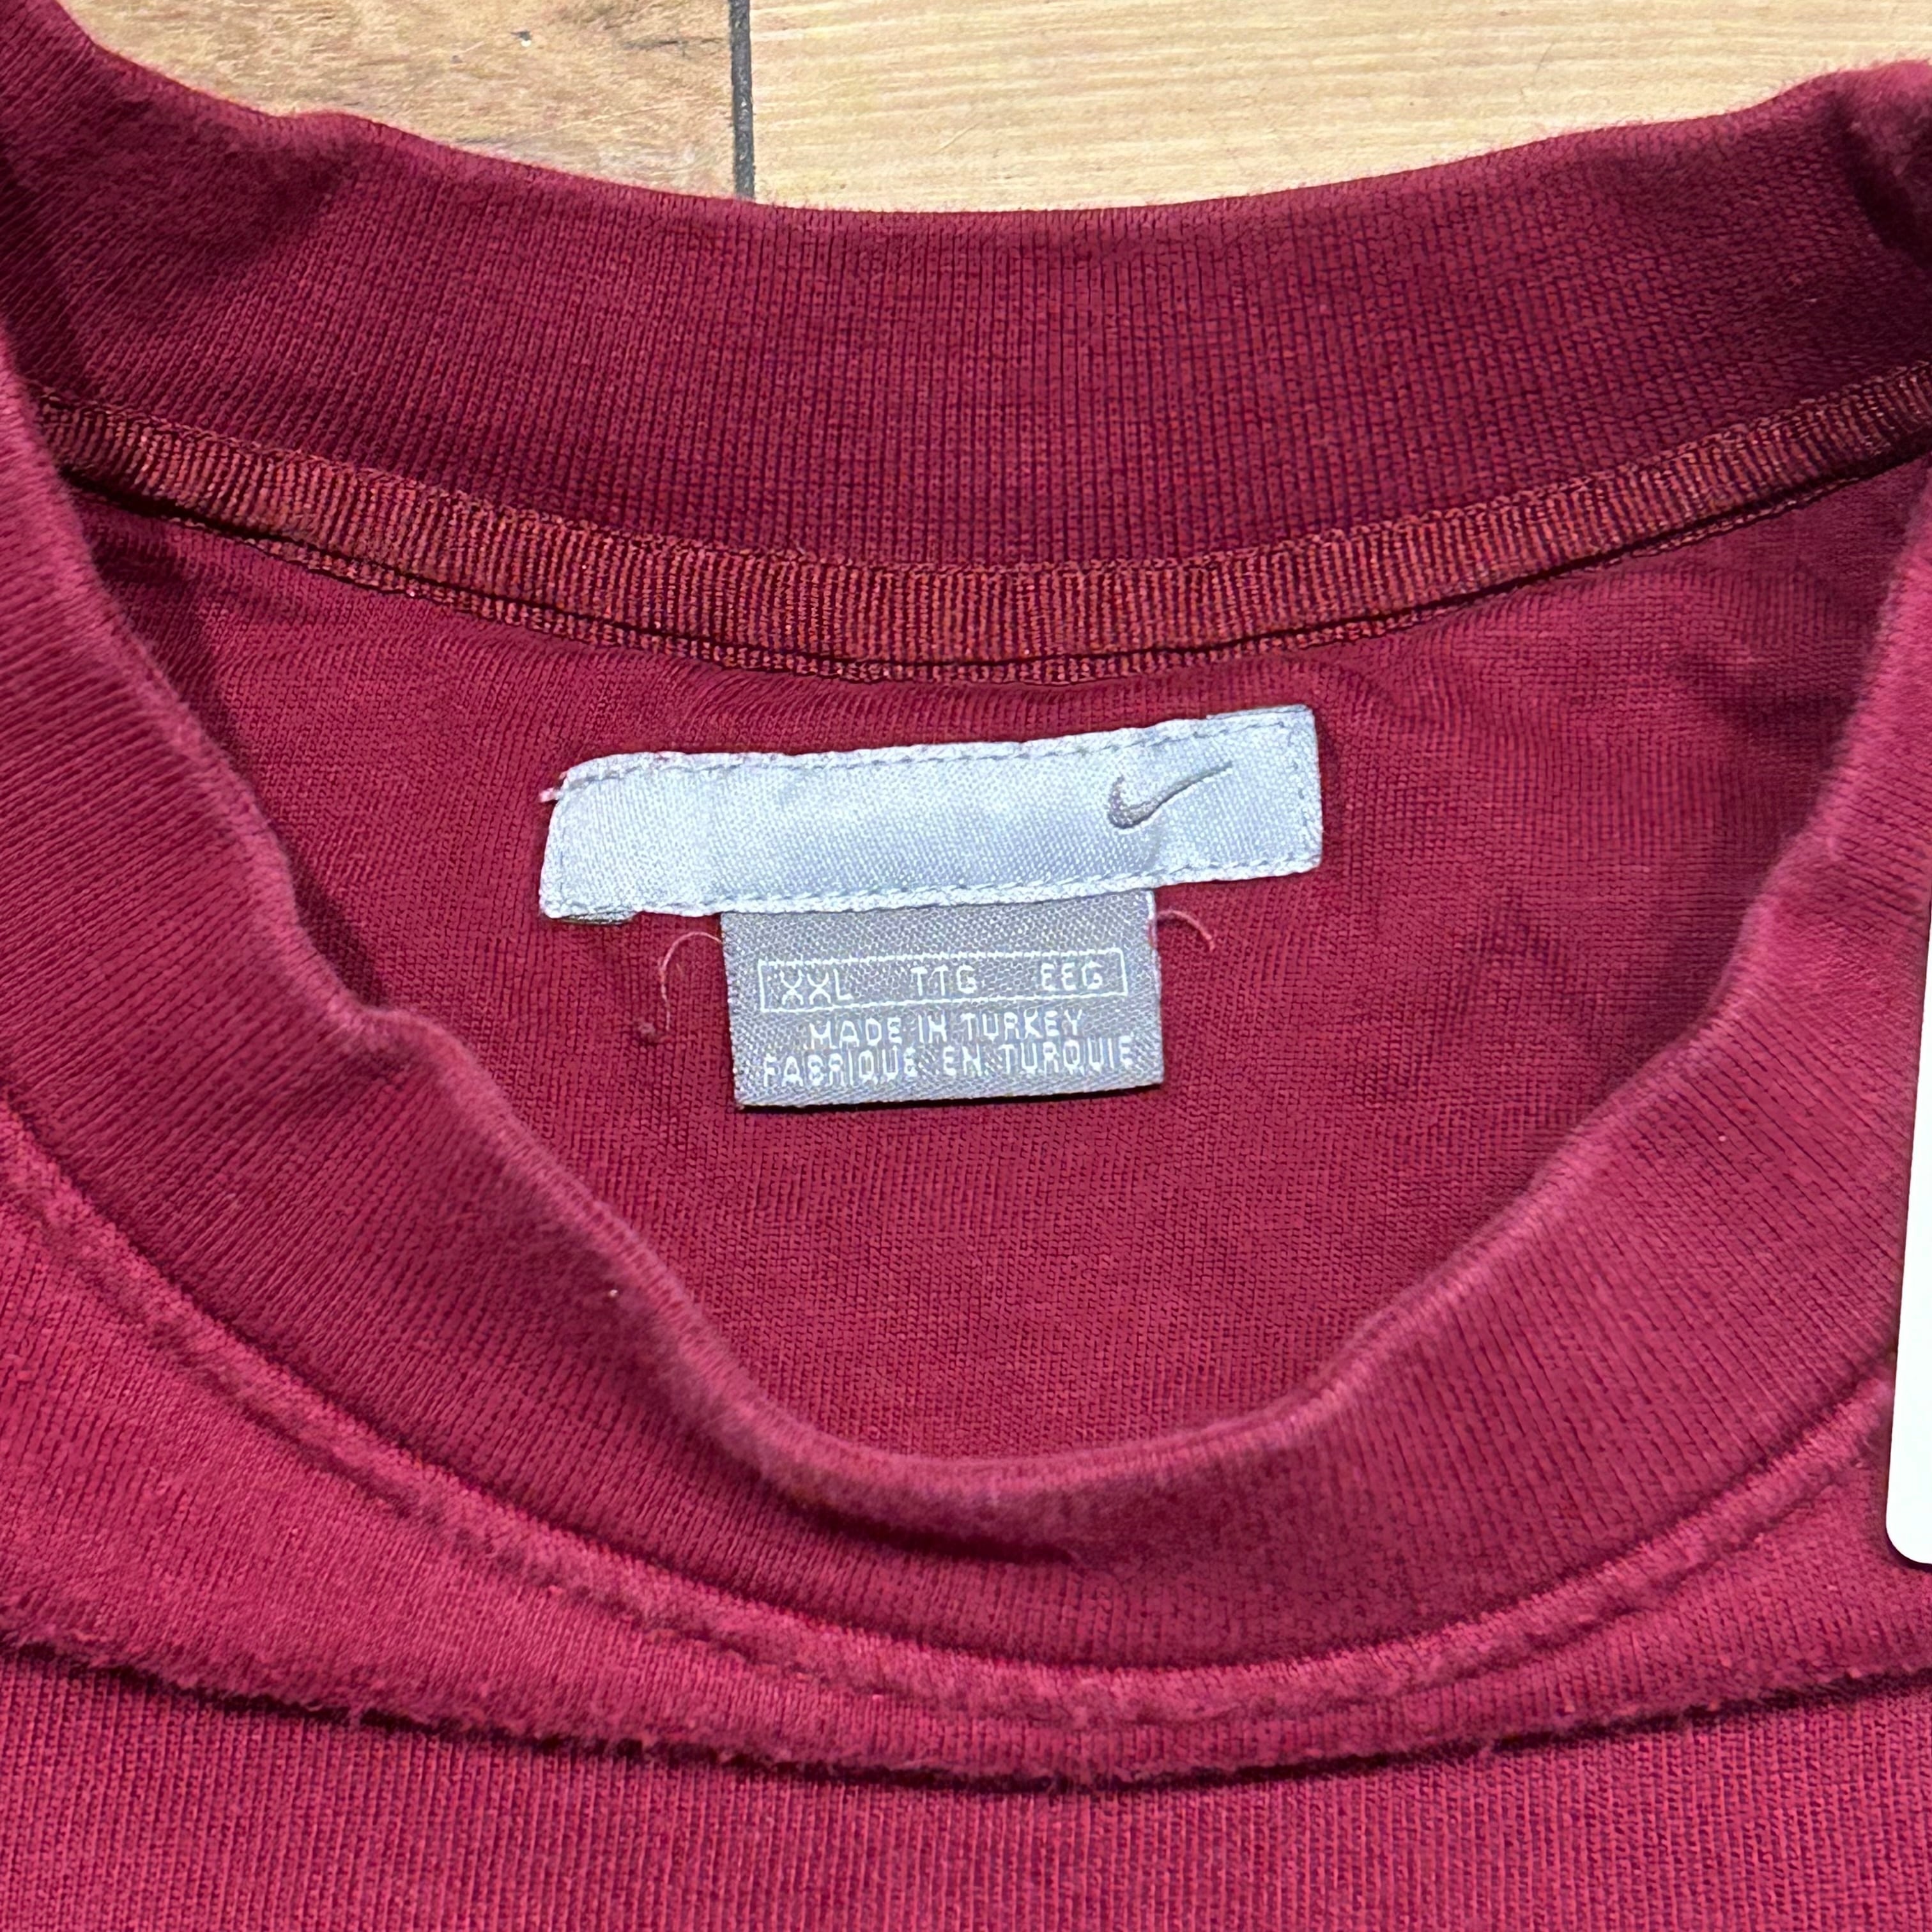 XXL TTG EEG
MADE IN TURKEY
FABRIQUE EN TURQUIE